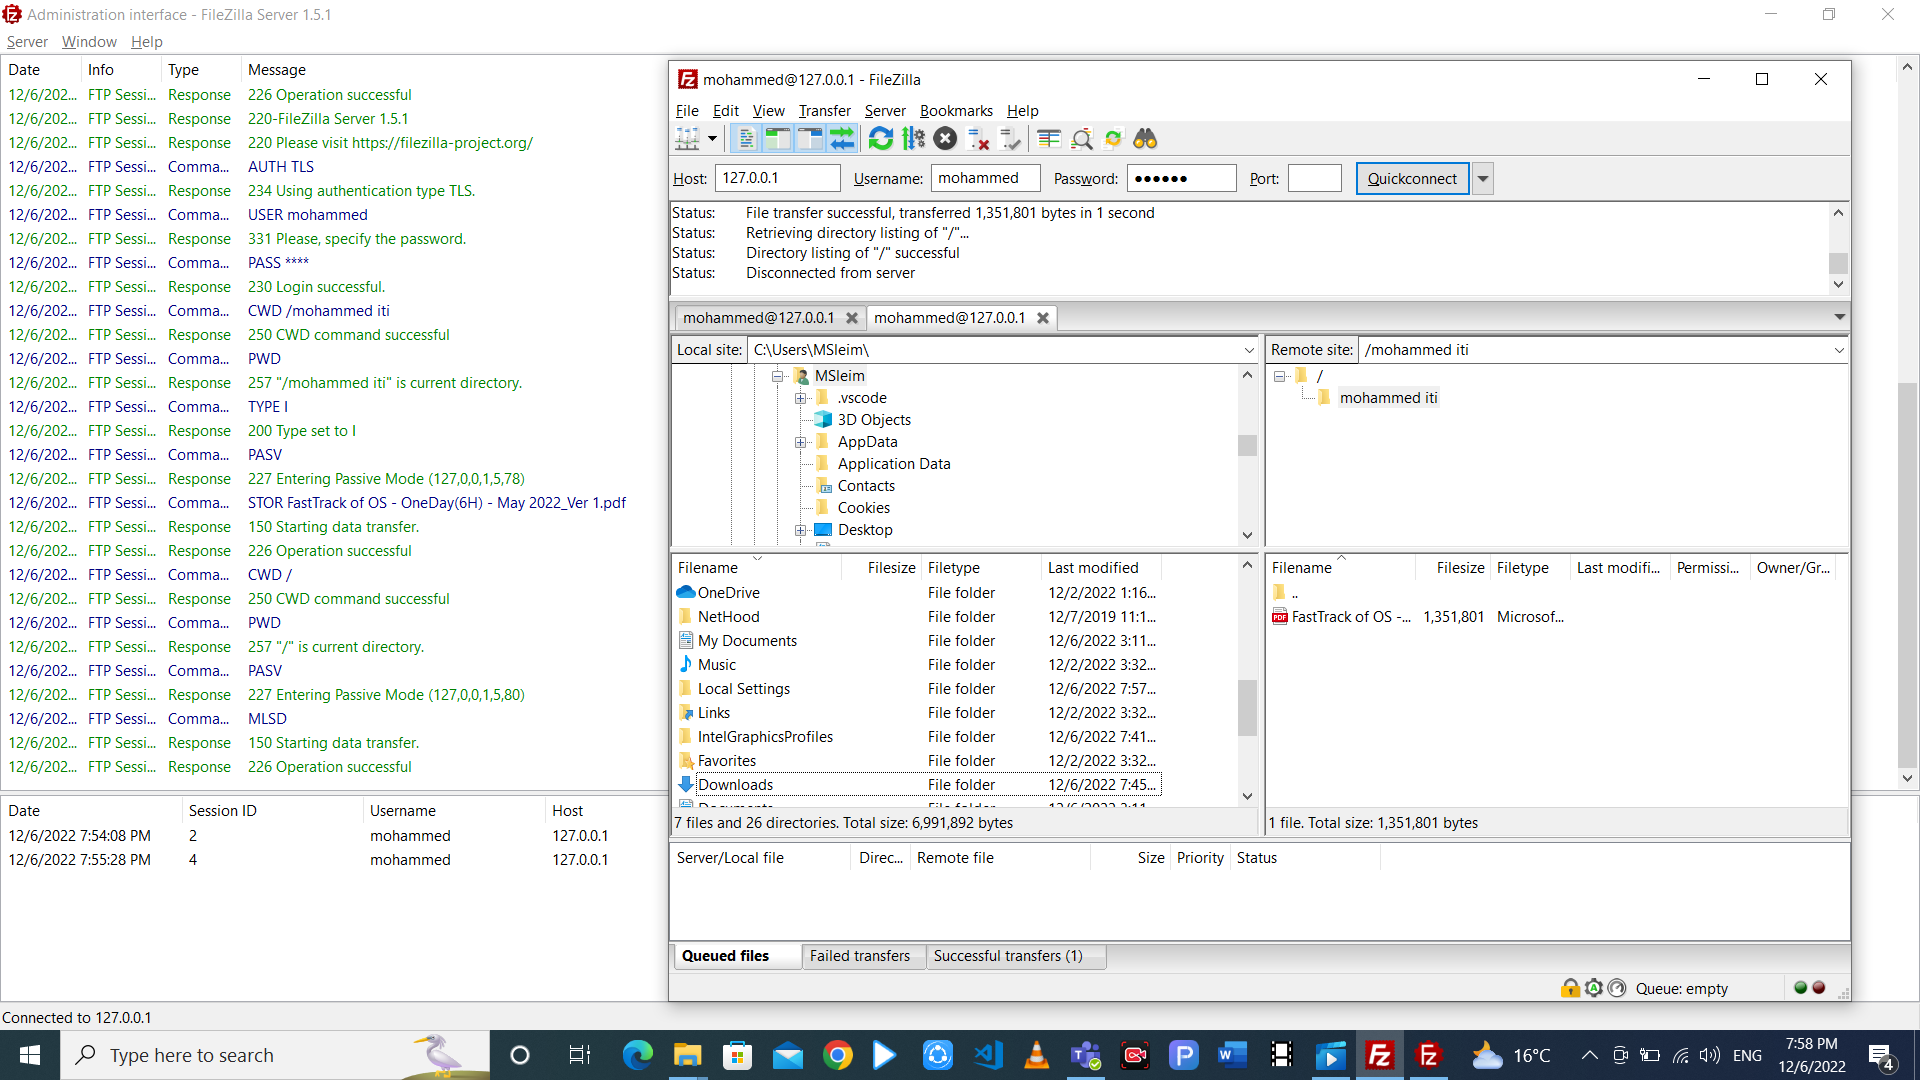 Administration interface - FileZilla Server 1.5.1
Server Window Help
Date Info Type Message
12/6/202... FTP Sessi... Response 226 Operation successful
12/6/202... FTP Sessi... Response 220-FileZilla Server 1.5.1
12/6/202... FTP Sessi... Response 220 Please visit https://filezilla-project.org/
12/6/202... FTP Sessi... Comma... AUTH TLS
12/6/202... FTP Sessi... Response 234 Using authentication type TLS.
12/6/202... FTP Sessi... Comma... USER mohammed
12/6/202... FTP Sessi... Response 331 Please, specify the password.
12/6/202... FTP Sessi... Comma... PASS ****
12/6/202... FTP Sessi... Response 230 Login successful.
12/6/202... FTP Sessi... Comma... CWD /mohammed iti
12/6/202... FTP Sessi... Response 250 CWD command successful
12/6/202... FTP Sessi... Comma... PWD
12/6/202... FTP Sessi... Response 257 "/mohammed iti" is current directory.
12/6/202... FTP Sessi... Comma... TYPE I
12/6/202... FTP Sessi... Response 200 Type set to I
12/6/202... FTP Sessi... Comma... PASV
12/6/202... FTP Sessi... Response 227 Entering Passive Mode (127,0,0,1,5,78)
12/6/202... FTP Sessi... Comma... STOR FastTrack of OS - OneDay(6H) - May 2022_Ver 1.pdf
12/6/202... FTP Sessi... Response 150 Starting data transfer.
12/6/202... FTP Sessi... Response 226 Operation successful
12/6/202... FTP Sessi... Comma... CWD /
12/6/202... FTP Sessi... Response 250 CWD command successful
12/6/202... FTP Sessi... Comma... PWD
12/6/202... FTP Sessi... Response 257 "/" is current directory.
12/6/202... FTP Sessi... Comma... PASV
12/6/202... FTP Sessi... Response 227 Entering Passive Mode (127,0,0,1,5,80)
12/6/202... FTP Sessi... Comma... MLSD
12/6/202... FTP Sessi... Response 150 Starting data transfer.
12/6/202... FTP Sessi... Response 226 Operation successful
Date Session ID Username Host
12/6/2022 7:54:08 PM 2 mohammed 127.0.0.1
12/6/2022 7:55:28 PM 4 mohammed 127.0.0.1
Connected to 127.0.0.1
mohammed@127.0.0.1 - FileZilla
File Edit View Transfer Server Bookmarks Help
Host: 127.0.0.1 Username: mohammed Password: ●●●●●● Port: Quickconnect
Status: File transfer successful, transferred 1,351,801 bytes in 1 second
Status: Retrieving directory listing of "/"...
Status: Directory listing of "/" successful
Status: Disconnected from server
mohammed@127.0.0.1 mohammed@127.0.0.1
Local site: C:\Users\MSleim\
MSleim
.vscode
3D Objects
AppData
Application Data
Contacts
Cookies
Desktop
Remote site: /mohammed iti
/
mohammed iti
Filename Filesize Filetype Last modified
OneDrive File folder 12/2/2022 1:16...
NetHood File folder 12/7/2019 11:1...
My Documents File folder 12/6/2022 3:11...
Music File folder 12/2/2022 3:32...
Local Settings File folder 12/6/2022 7:57...
Links File folder 12/2/2022 3:32...
IntelGraphicsProfiles File folder 12/6/2022 7:41...
Favorites File folder 12/2/2022 3:32...
Downloads File folder 12/6/2022 7:45...
Documents File folder 12/6/2022 3:11...
7 files and 26 directories. Total size: 6,991,892 bytes
Filename Filesize Filetype Last modifi... Permissi... Owner/Gr...
..
PDF FastTrack of OS -... 1,351,801 Microsof...
1 file. Total size: 1,351,801 bytes
Server/Local file Direc... Remote file Size Priority Status
Queued files Failed transfers Successful transfers (1)
Queue: empty
Type here to search
16°C
ENG
7:58 PM
12/6/2022
4